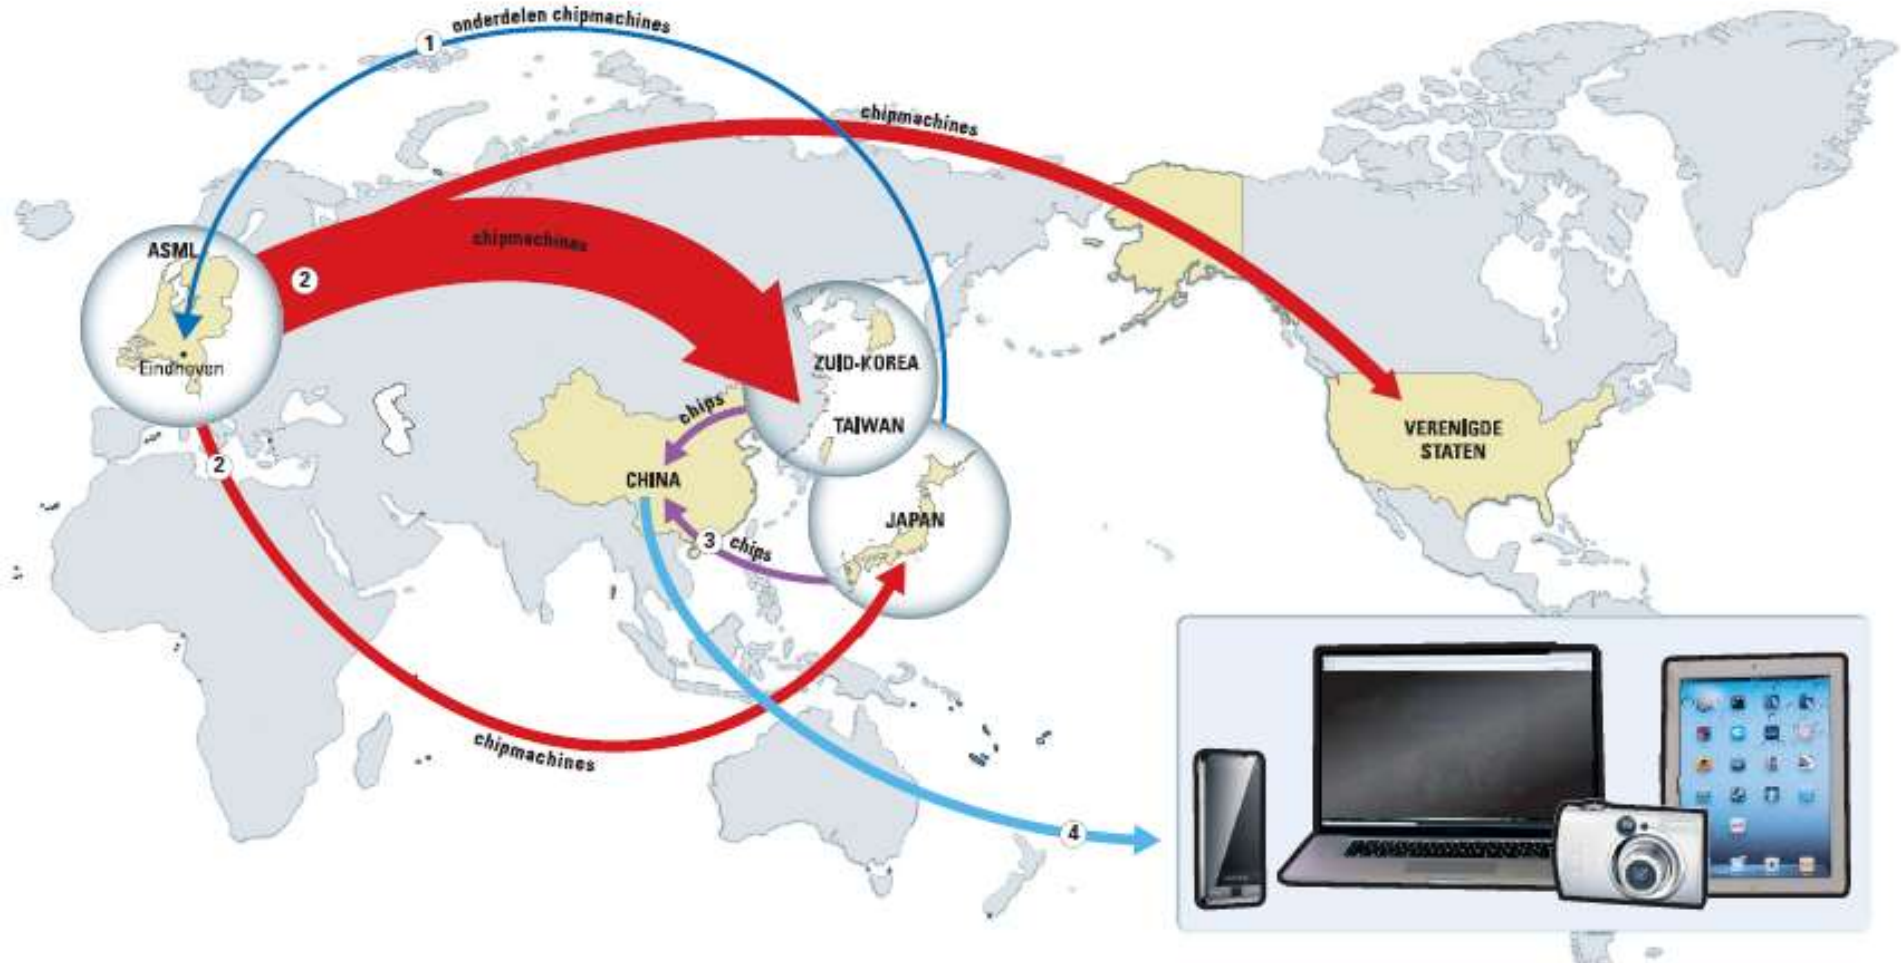 onderdelen chipmachines
1
chipmachines
ASML
chipmachines
2
Eindhoven
ZUID-KOREA
chips
TAIWAN
VERENIGDE
STATEN
2
CHINA
JAPAN
3
chips
chipmachines
4